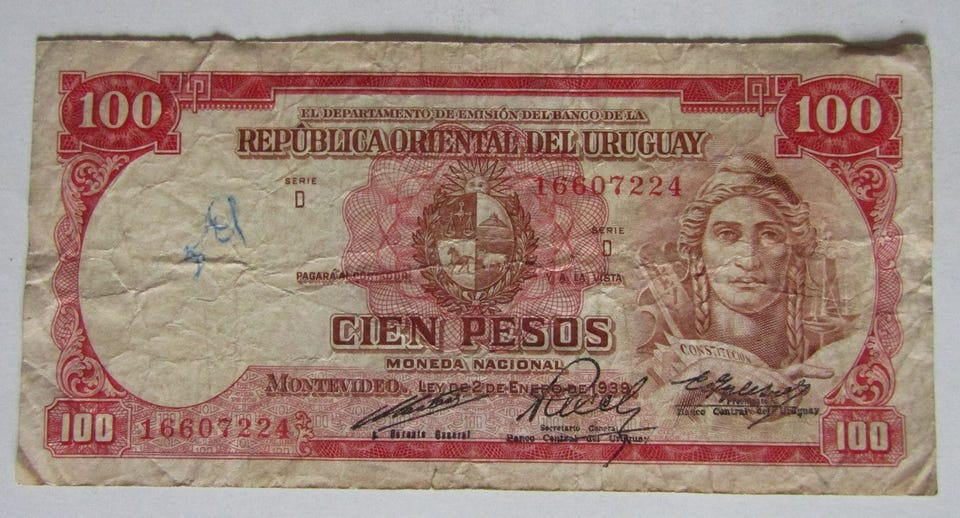 100 100
EL DEPARTAMENTO DE EMISIÓN DEL BANCO DE LA
REPÚBLICA ORIENTAL DEL URUGUAY
SERIE
D
16607224
SERIE
D
PAGARÁ AL PORTADOR Y A LA VISTA
CIEN PESOS
MONEDA NACIONAL
CONSTITUCION
MONTEVIDEO. LEY DE 2 DE ENERO DE 1939
100 16607224
Gerente General
Secretario General
Banco Central del Uruguay
Presidente
Banco Central del Uruguay
100